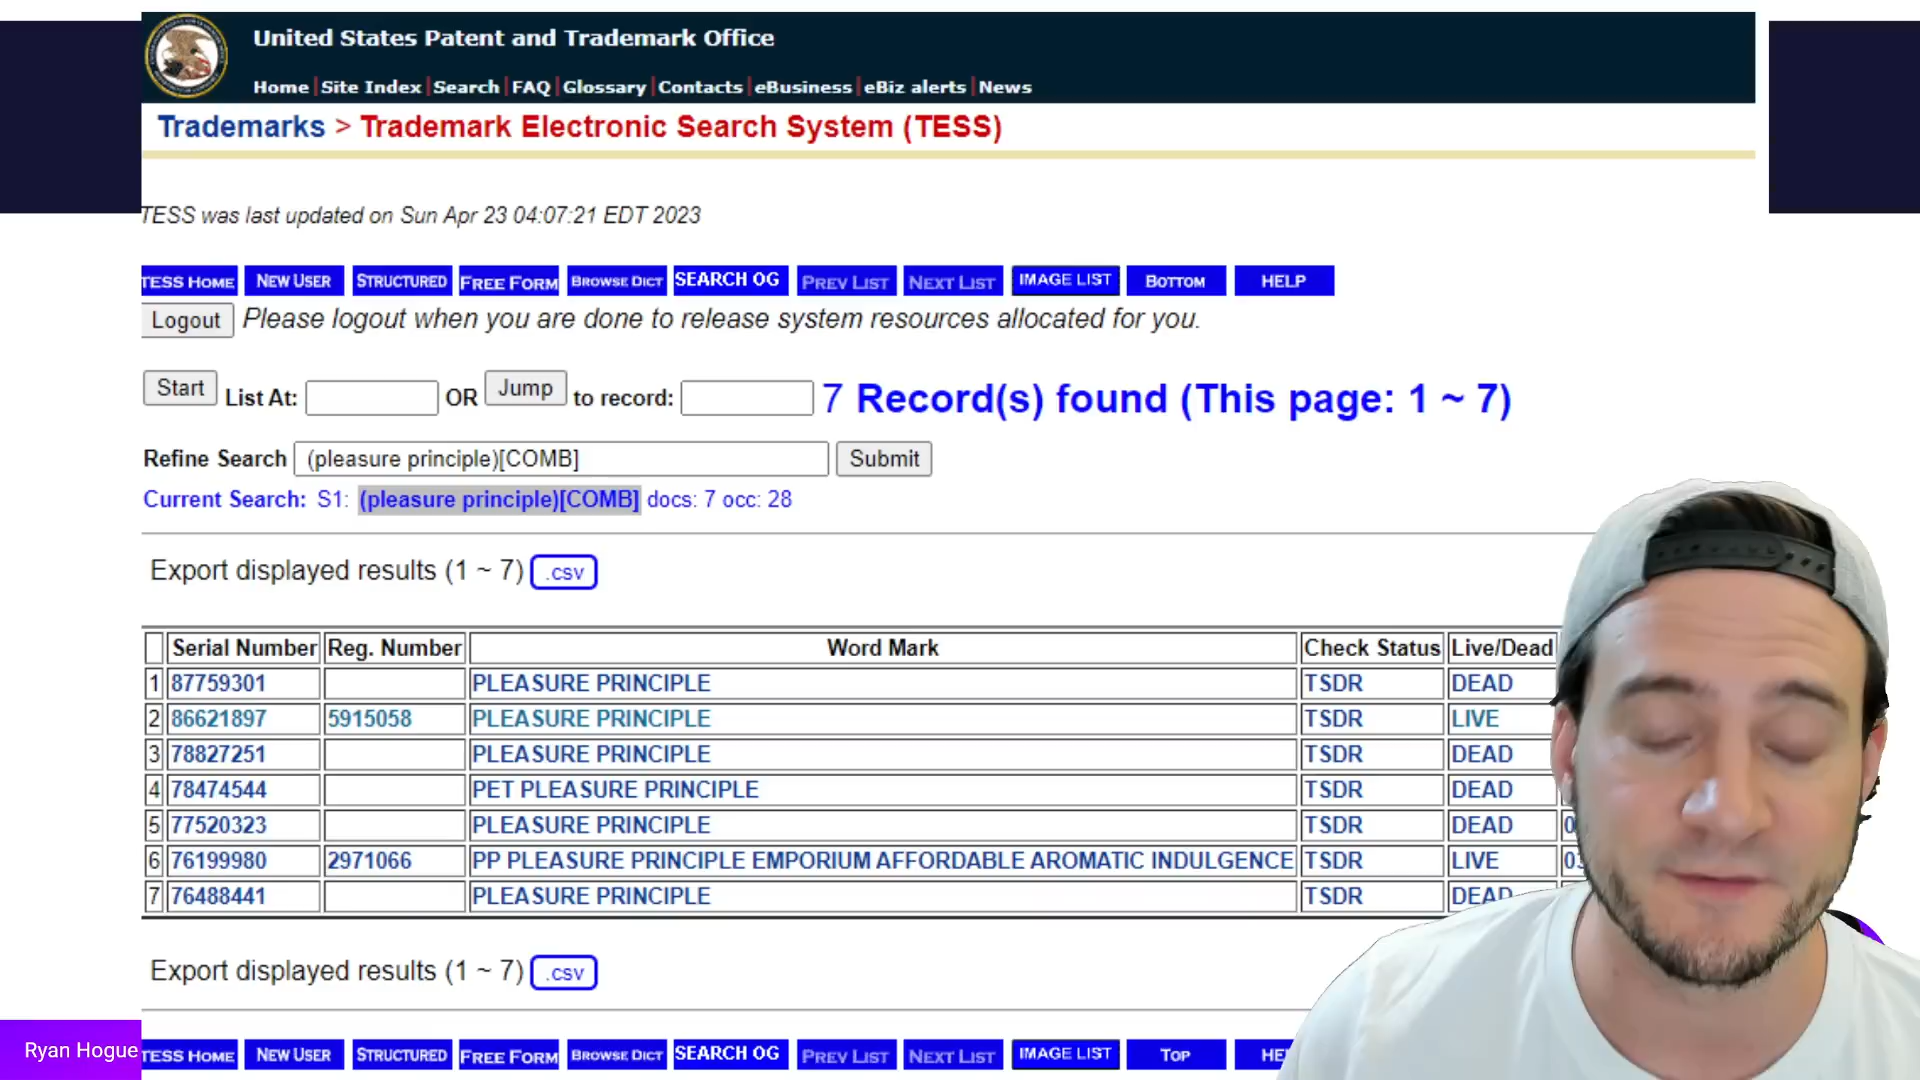 United States Patent and Trademark Office
Home | Site Index | Search | FAQ | Glossary | Contacts | eBusiness | eBiz alerts | News
Trademarks > Trademark Electronic Search System (TESS)
TESS was last updated on Sun Apr 23 04:07:21 EDT 2023
TESS HOME NEW USER STRUCTURED FREE FORM BROWSE DICT SEARCH OG PREV LIST NEXT LIST IMAGE LIST BOTTOM HELP
Logout Please logout when you are done to release system resources allocated for you.
Start List At: OR Jump to record: 7 Record(s) found (This page: 1 ~ 7)
Refine Search (pleasure principle)[COMB] Submit
Current Search: S1: (pleasure principle)[COMB] docs: 7 occ: 28
Export displayed results (1 ~ 7) .csv
Serial Number Reg. Number Word Mark Check Status Live/Dead
1 87759301 PLEASURE PRINCIPLE TSDR DEAD
2 86621897 5915058 PLEASURE PRINCIPLE TSDR LIVE
3 78827251 PLEASURE PRINCIPLE TSDR DEAD
4 78474544 PET PLEASURE PRINCIPLE TSDR DEAD
5 77520323 PLEASURE PRINCIPLE TSDR DEAD
6 76199980 2971066 PP PLEASURE PRINCIPLE EMPORIUM AFFORDABLE AROMATIC INDULGENCE TSDR LIVE
7 76488441 PLEASURE PRINCIPLE TSDR DEAD
Export displayed results (1 ~ 7) .csv
Ryan Hogue
TESS HOME NEW USER STRUCTURED FREE FORM BROWSE DICT SEARCH OG PREV LIST NEXT LIST IMAGE LIST TOP